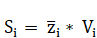 Sᵢ = z̅ᵢ * Vᵢ